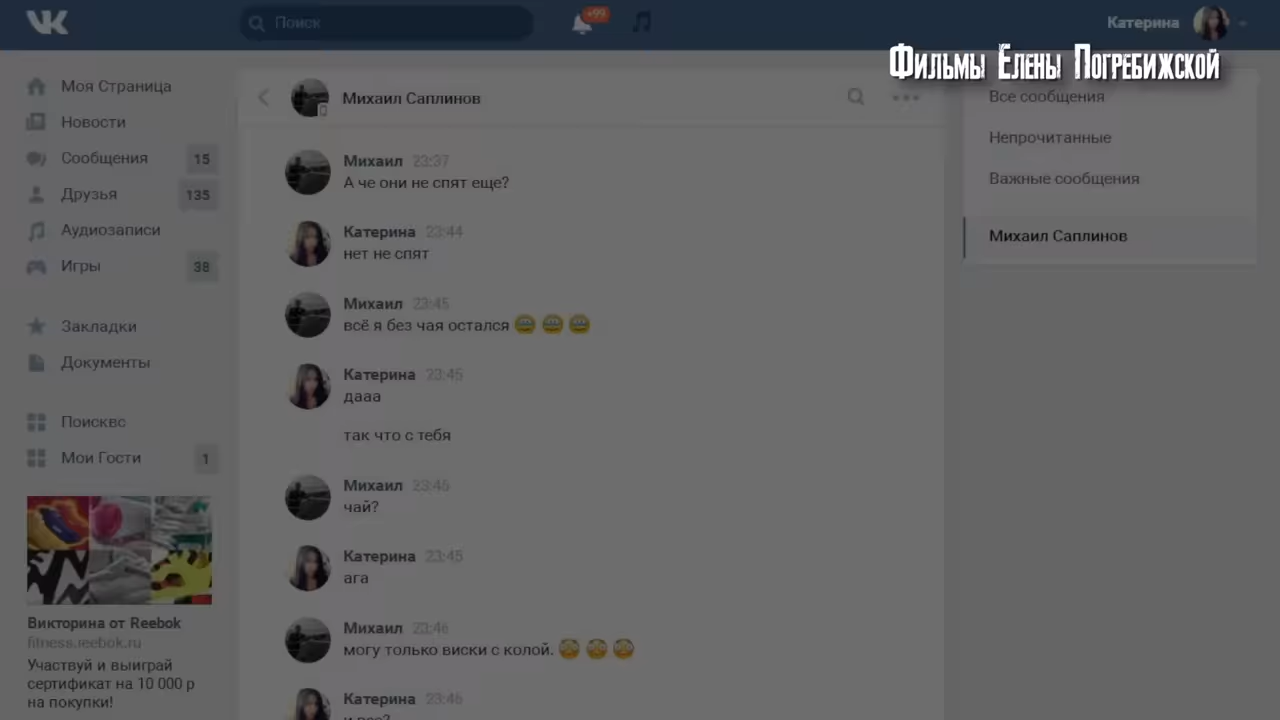 VK
Поиск
+99
Катерина
Фильмы Елены Погребижской
Моя Страница
Новости
Сообщения 15
Друзья 135
Аудиозаписи
Игры 38
Закладки
Документы
Поисквс
Мои Гости 1
Викторина от Reebok
fitness.reebok.ru
Участвуй и выиграй
сертификат на 10 000 р
на покупки!
Михаил Саплинов
Михаил 23:37
А че они не спят еще?
Катерина 23:44
нет не спят
Михаил 23:45
всё я без чая остался
Катерина 23:45
дааа
так что с тебя
Михаил 23:45
чай?
Катерина 23:45
ага
Михаил 23:46
могу только виски с колой.
Катерина 23:46
и все?
Все сообщения
Непрочитанные
Важные сообщения
Михаил Саплинов